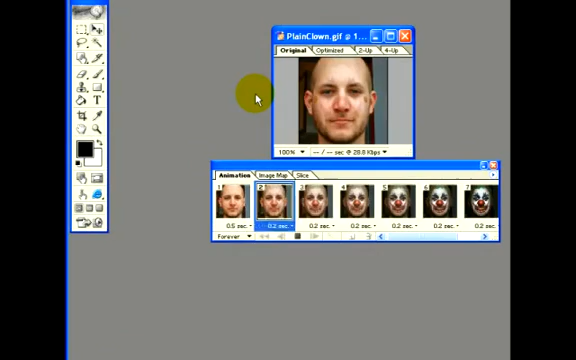 PlainClown.gif @ 1...
Original Optimized 2-Up 4-Up
100% -- / -- sec @ 28.8 Kbps
Animation Image Map Slice
1 2 3 4 5 6 7
0.5 sec. 0.2 sec. 0.2 sec. 0.2 sec. 0.2 sec. 0.2 sec. 0.2 sec.
Forever